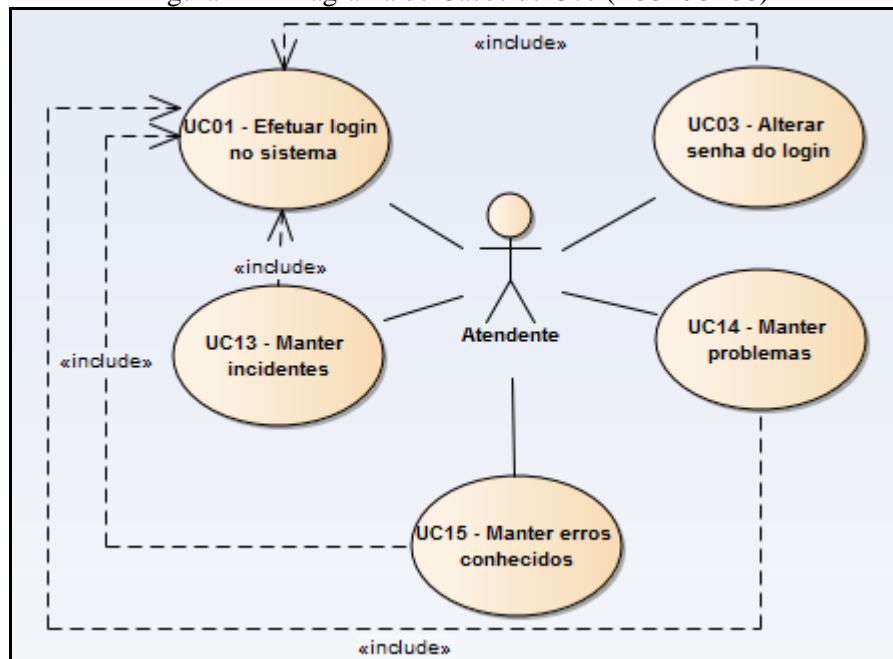 «include»
UC01 - Efetuar login
no sistema
UC03 - Alterar
senha do login
«include»
UC13 - Manter
incidentes
Atendente
UC14 - Manter
problemas
«include»
UC15 - Manter erros
conhecidos
«include»